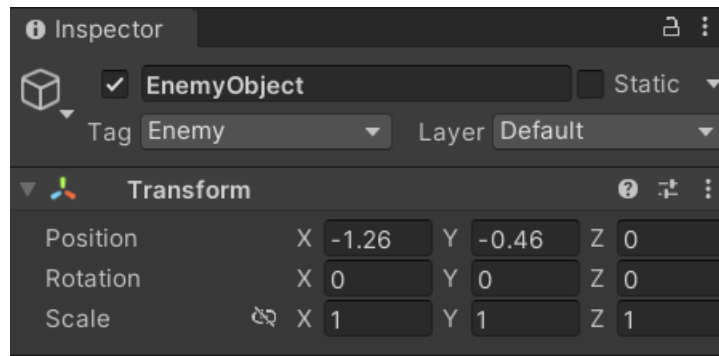 Inspector
EnemyObject Static
Tag Enemy Layer Default
Transform
Position X -1.26 Y -0.46 Z 0
Rotation X 0 Y 0 Z 0
Scale X 1 Y 1 Z 1